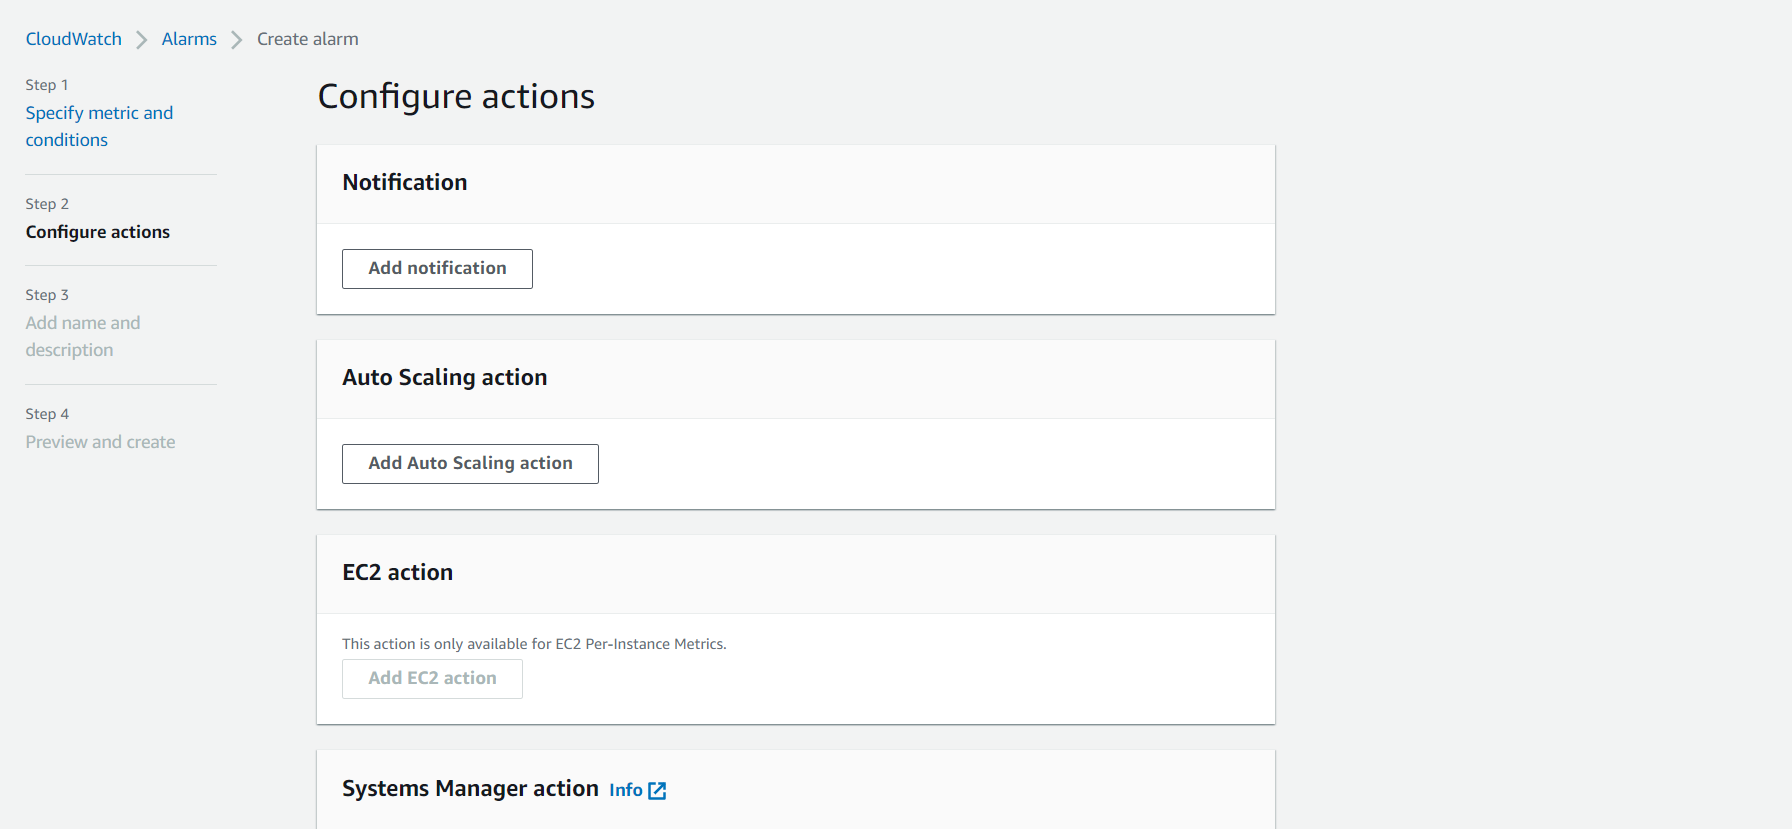 CloudWatch > Alarms > Create alarm
Step 1
Specify metric and
conditions
Step 2
Configure actions
Step 3
Add name and
description
Step 4
Preview and create
Configure actions
Notification
Add notification
Auto Scaling action
Add Auto Scaling action
EC2 action
This action is only available for EC2 Per-Instance Metrics.
Add EC2 action
Systems Manager action Info